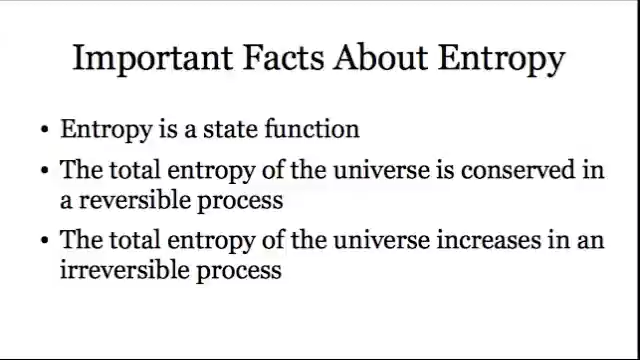 Important Facts About Entropy
• Entropy is a state function
• The total entropy of the universe is conserved in
a reversible process
• The total entropy of the universe increases in an
irreversible process